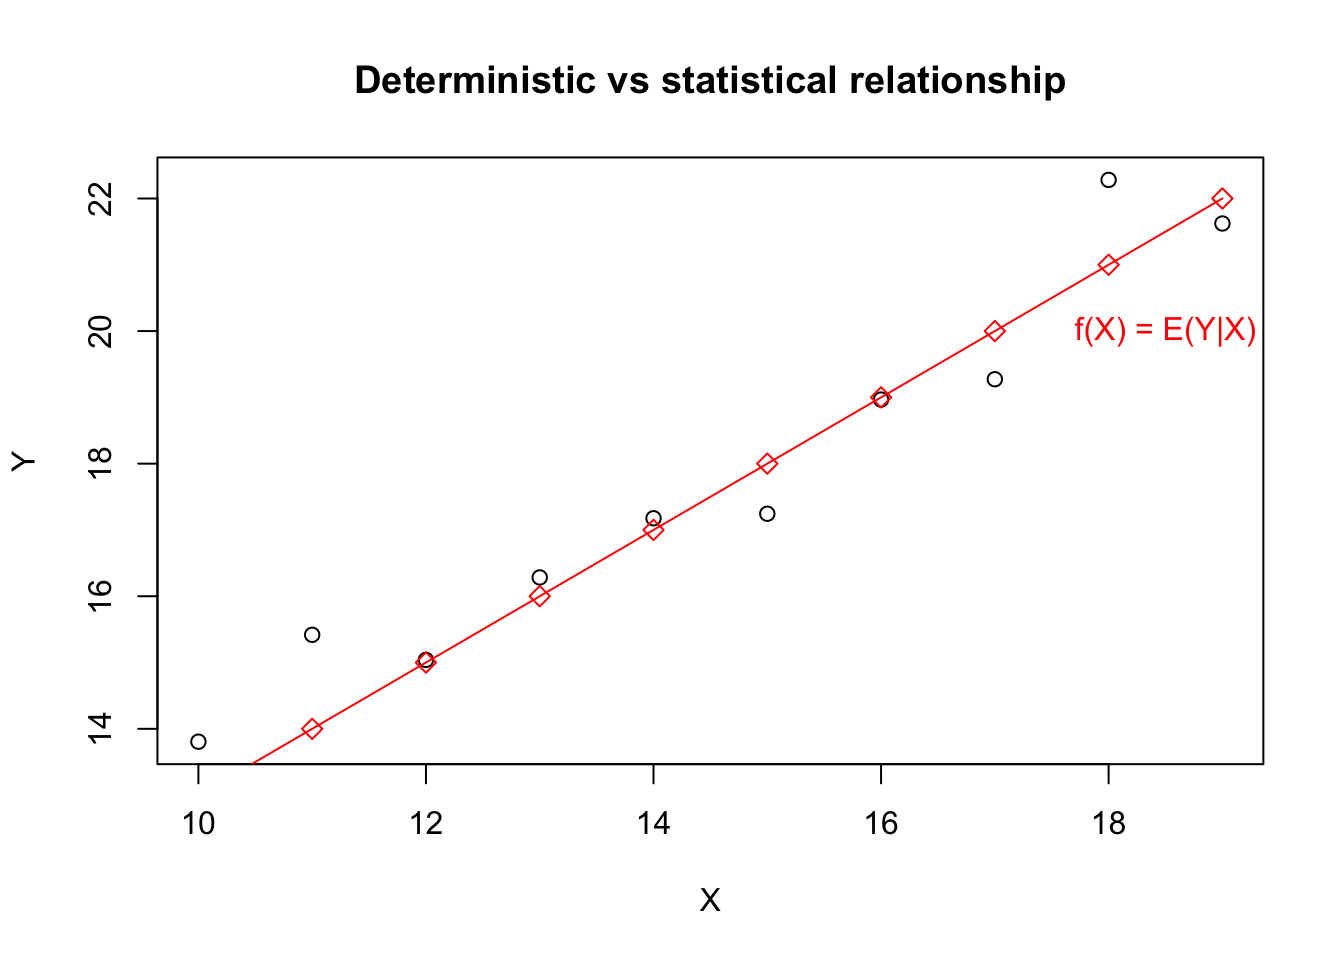 Deterministic vs statistical relationship
22
20
18
16
14
Y
f(X) = E(Y|X)
10 12 14 16 18
X